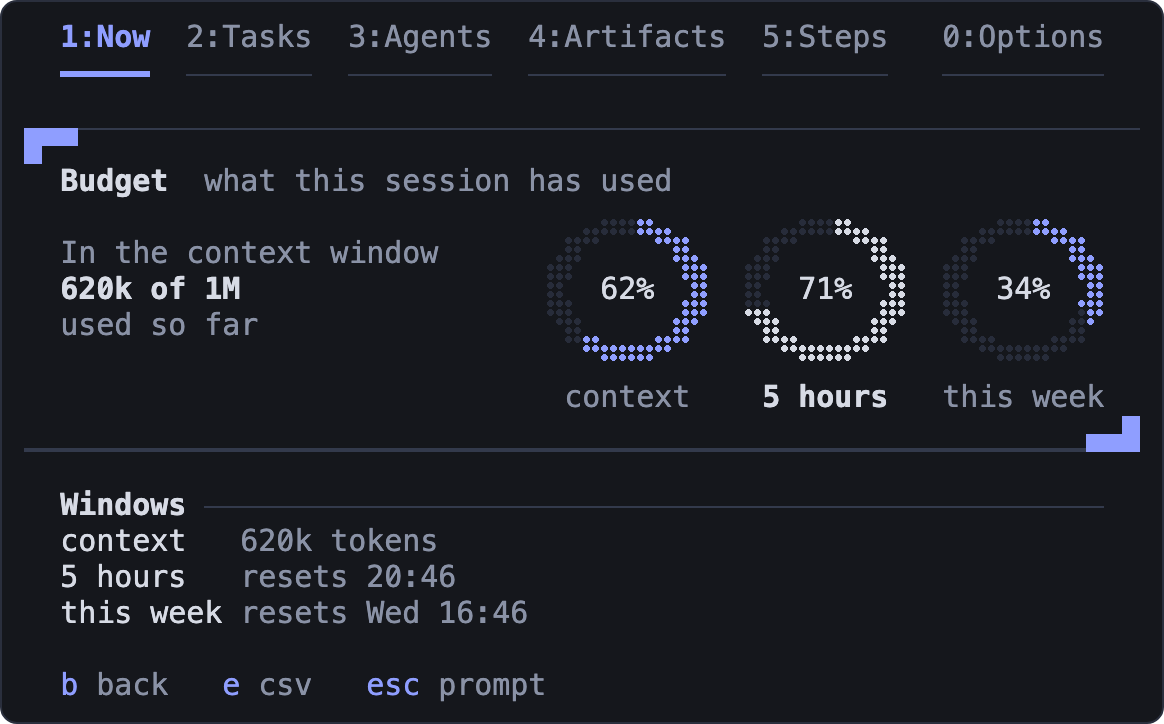 1:Now 2:Tasks 3:Agents 4:Artifacts 5:Steps 0:Options
Budget what this session has used
In the context window
620k of 1M
used so far
62% 71% 34%
context 5 hours this week
Windows
context 620k tokens
5 hours resets 20:46
this week resets Wed 16:46
b back e csv esc prompt